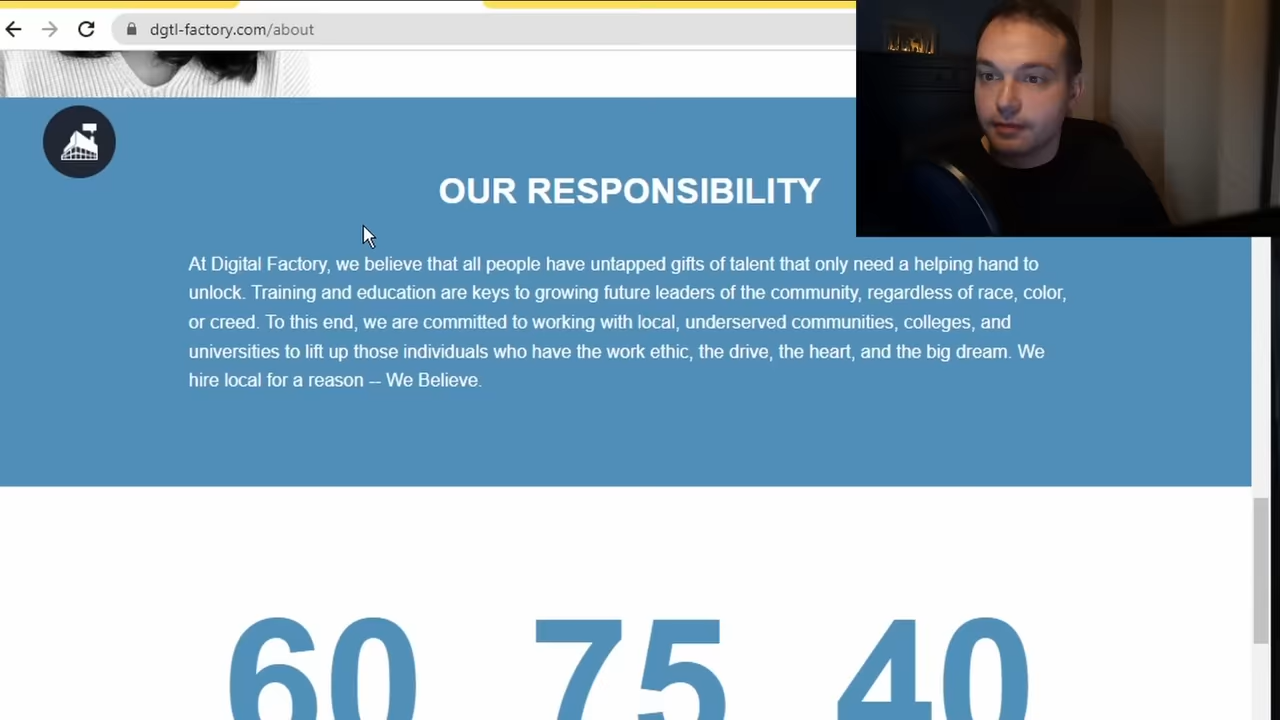 dgtl-factory.com/about
OUR RESPONSIBILITY
At Digital Factory, we believe that all people have untapped gifts of talent that only need a helping hand to
unlock. Training and education are keys to growing future leaders of the community, regardless of race, color,
or creed. To this end, we are committed to working with local, underserved communities, colleges, and
universities to lift up those individuals who have the work ethic, the drive, the heart, and the big dream. We
hire local for a reason -- We Believe.
60 75 40